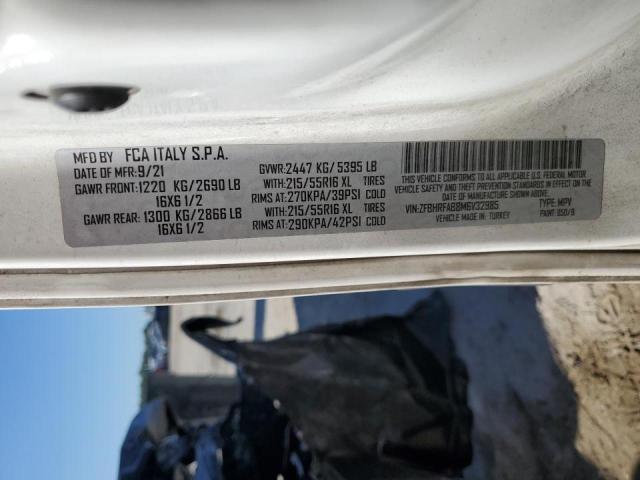 MFD BY FCA ITALY S.P.A.
DATE OF MFR: 9/21
GAWR FRONT: 1220 KG/2690 LB
16X6 1/2
GAWR REAR: 1300 KG/2866 LB
16X6 1/2
GVWR: 2447 KG/ 5395 LB
WITH: 215/55R16 XL TIRES
RIMS AT: 270KPA/39PSI COLD
WITH: 215/55R16 XL TIRES
RIMS AT: 290KPA/42PSI COLD
THIS VEHICLE CONFORMS TO ALL APPLICABLE FEDERAL MOTOR
VEHICLE SAFETY STANDARDS IN EFFECT ON THE
DATE OF MANUFACTURE SHOWN ABOVE.
VIN: ZFBHRFAB8M6V32985 TYPE: MPV
VEHICLE MADE IN: TURKEY PAINT: 050/B